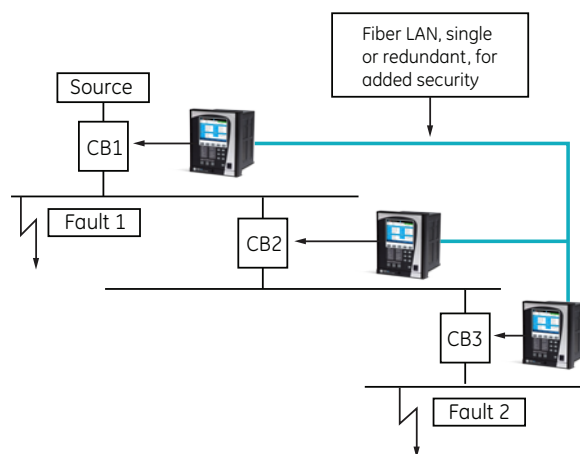 Fiber LAN, single
or redundant, for
added security
Source
CB1
Fault 1
CB2
CB3
Fault 2